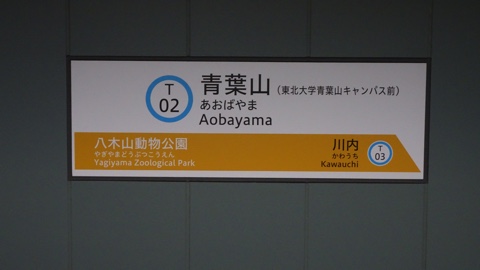 T
02
青葉山(東北大学青葉山キャンパス前)
あおばやま
Aobayama
八木山動物公園
やぎやまどうぶつこうえん
Yagiyama Zoological Park
川内
かわうち
Kawauchi
T
03